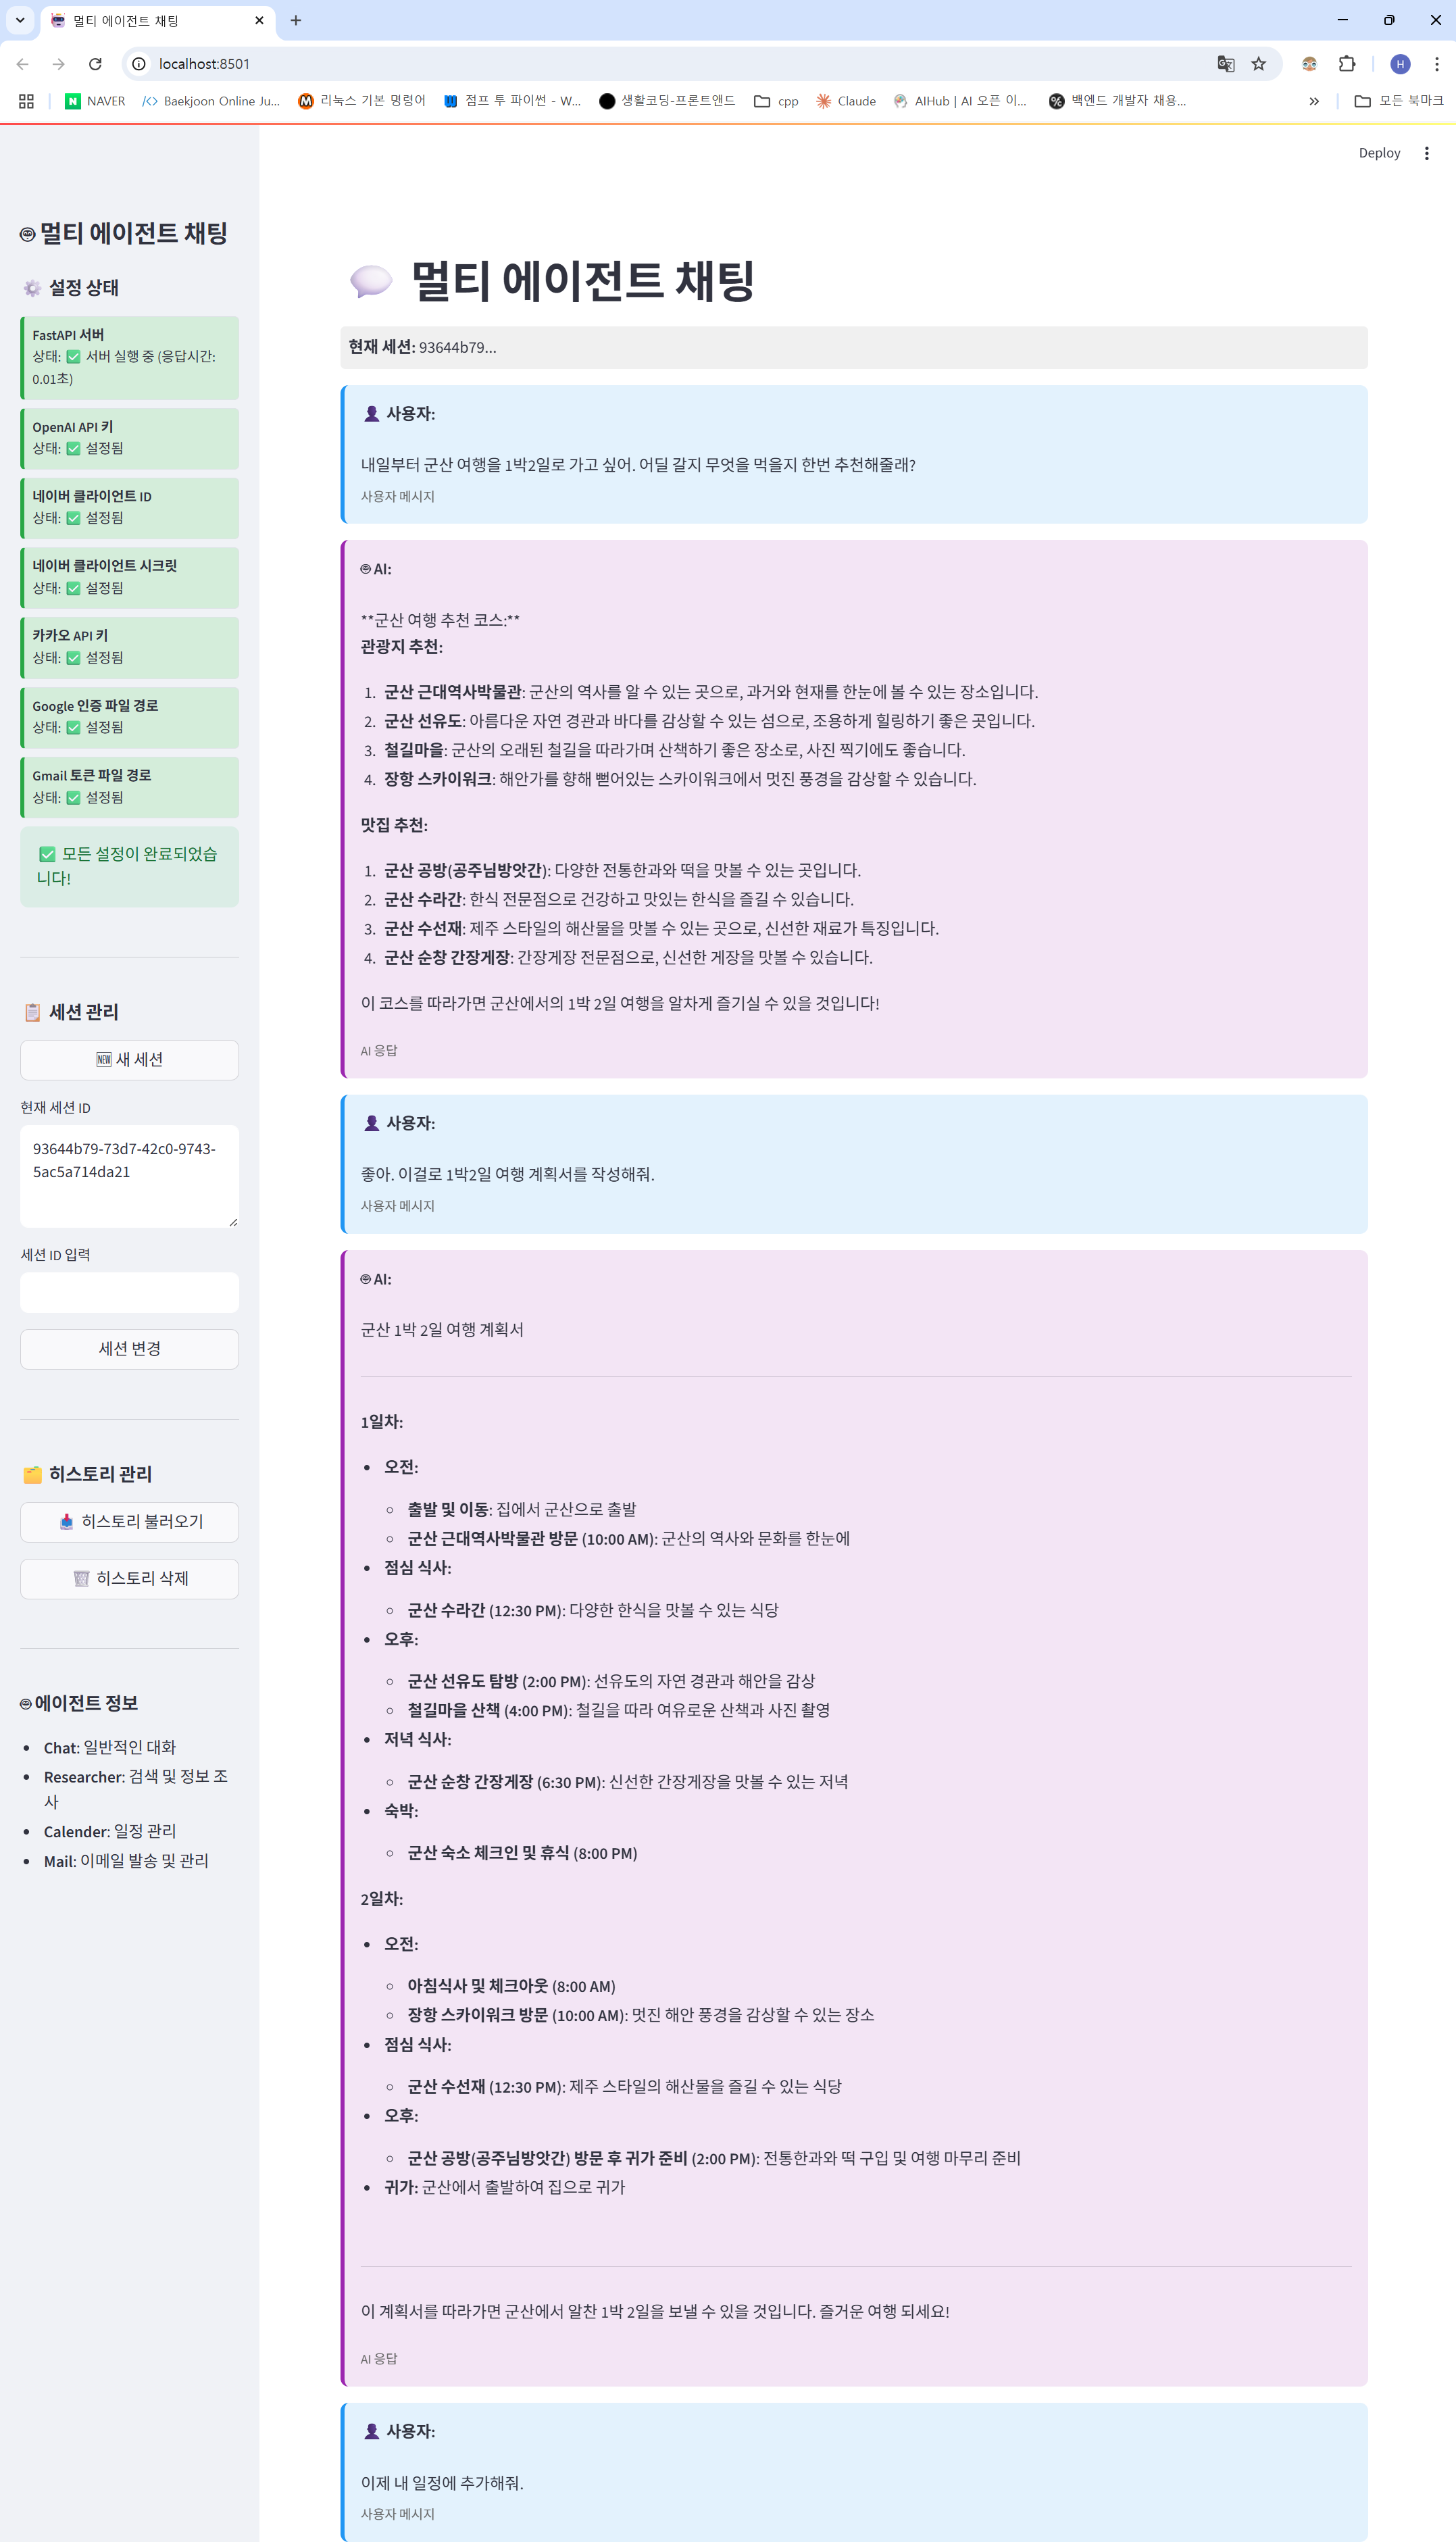 멀티 에이전트 채팅
localhost:8501
NAVER
Baekjoon Online Ju...
리눅스 기본 명령어
점프 투 파이썬 - W...
생활코딩-프론트앤드
cpp
Claude
AIHub | AI 오픈 이...
백엔드 개발자 채용...
모든 북마크
H
Deploy
멀티 에이전트 채팅
설정 상태
FastAPI 서버
상태: ✅ 서버 실행 중 (응답시간:
0.01초)
OpenAI API 키
상태: ✅ 설정됨
네이버 클라이언트 ID
상태: ✅ 설정됨
네이버 클라이언트 시크릿
상태: ✅ 설정됨
카카오 API 키
상태: ✅ 설정됨
Google 인증 파일 경로
상태: ✅ 설정됨
Gmail 토큰 파일 경로
상태: ✅ 설정됨
✅ 모든 설정이 완료되었습
니다!
세션 관리
NEW 새 세션
현재 세션 ID
93644b79-73d7-42c0-9743-
5ac5a714da21
세션 ID 입력
세션 변경
히스토리 관리
히스토리 불러오기
히스토리 삭제
에이전트 정보
Chat: 일반적인 대화
Researcher: 검색 및 정보 조
사
Calender: 일정 관리
Mail: 이메일 발송 및 관리
멀티 에이전트 채팅
현재 세션: 93644b79...
사용자:
내일부터 군산 여행을 1박2일로 가고 싶어. 어딜 갈지 무엇을 먹을지 한번 추천해줄래?
사용자 메시지
AI:
**군산 여행 추천 코스:**
관광지 추천:
1. 군산 근대역사박물관: 군산의 역사를 알 수 있는 곳으로, 과거와 현재를 한눈에 볼 수 있는 장소입니다.
2. 군산 선유도: 아름다운 자연 경관과 바다를 감상할 수 있는 섬으로, 조용하게 힐링하기 좋은 곳입니다.
3. 철길마을: 군산의 오래된 철길을 따라가며 산책하기 좋은 장소로, 사진 찍기에도 좋습니다.
4. 장항 스카이워크: 해안가를 향해 뻗어있는 스카이워크에서 멋진 풍경을 감상할 수 있습니다.
맛집 추천:
1. 군산 공방(공주님방앗간): 다양한 전통한과와 떡을 맛볼 수 있는 곳입니다.
2. 군산 수라간: 한식 전문점으로 건강하고 맛있는 한식을 즐길 수 있습니다.
3. 군산 수선재: 제주 스타일의 해산물을 맛볼 수 있는 곳으로, 신선한 재료가 특징입니다.
4. 군산 순창 간장게장: 간장게장 전문점으로, 신선한 게장을 맛볼 수 있습니다.
이 코스를 따라가면 군산에서의 1박 2일 여행을 알차게 즐기실 수 있을 것입니다!
AI 응답
사용자:
좋아. 이걸로 1박2일 여행 계획서를 작성해줘.
사용자 메시지
AI:
군산 1박 2일 여행 계획서
1일차:
오전:
출발 및 이동: 집에서 군산으로 출발
군산 근대역사박물관 방문 (10:00 AM): 군산의 역사와 문화를 한눈에
점심 식사:
군산 수라간 (12:30 PM): 다양한 한식을 맛볼 수 있는 식당
오후:
군산 선유도 탐방 (2:00 PM): 선유도의 자연 경관과 해안을 감상
철길마을 산책 (4:00 PM): 철길을 따라 여유로운 산책과 사진 촬영
저녁 식사:
군산 순창 간장게장 (6:30 PM): 신선한 간장게장을 맛볼 수 있는 저녁
숙박:
군산 숙소 체크인 및 휴식 (8:00 PM)
2일차:
오전:
아침식사 및 체크아웃 (8:00 AM)
장항 스카이워크 방문 (10:00 AM): 멋진 해안 풍경을 감상할 수 있는 장소
점심 식사:
군산 수선재 (12:30 PM): 제주 스타일의 해산물을 즐길 수 있는 식당
오후:
군산 공방(공주님방앗간) 방문 후 귀가 준비 (2:00 PM): 전통한과와 떡 구입 및 여행 마무리 준비
귀가: 군산에서 출발하여 집으로 귀가
이 계획서를 따라가면 군산에서 알찬 1박 2일을 보낼 수 있을 것입니다. 즐거운 여행 되세요!
AI 응답
사용자:
이제 내 일정에 추가해줘.
사용자 메시지